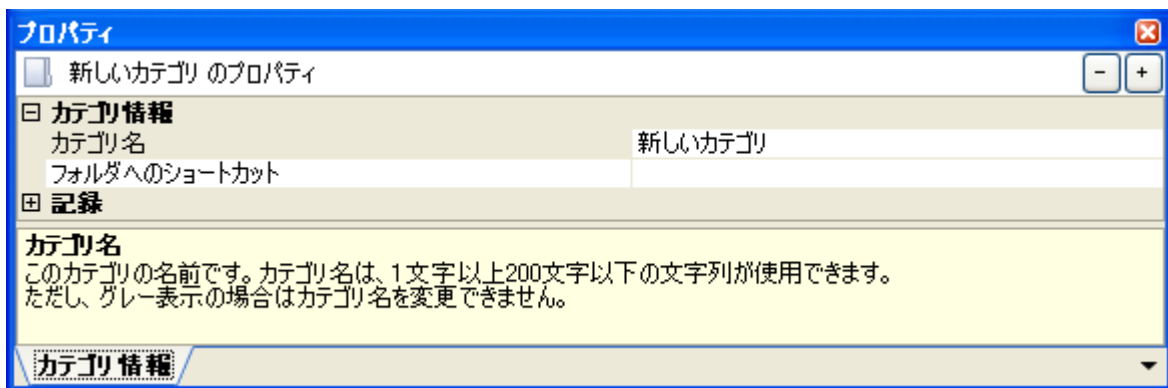 プロパティ
新しいカテゴリ のプロパティ
- +
カテゴリ情報
カテゴリ名 新しいカテゴリ
フォルダへのショートカット
記録
カテゴリ名
このカテゴリの名前です。カテゴリ名は、1文字以上200文字以下の文字列が使用できます。
ただし、グレー表示の場合はカテゴリ名を変更できません。
カテゴリ情報